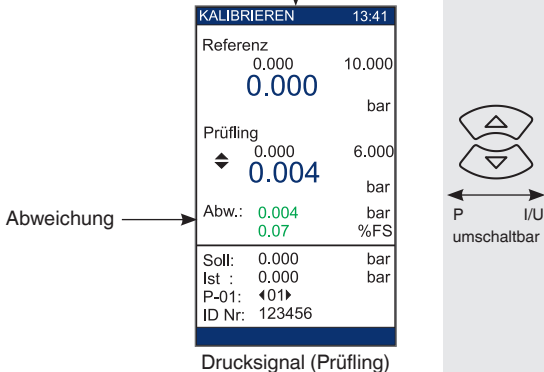 KALIBRIEREN 13:41
Referenz
0.000 10.000
0.000
bar
Prüfling
0.000 6.000
0.004
bar
Abweichung
Abw.: 0.004 bar
0.07 %FS
Soll: 0.000 bar
Ist : 0.000 bar
P-01: 01
ID Nr: 123456
Drucksignal (Prüfling)
P I/U
umschaltbar